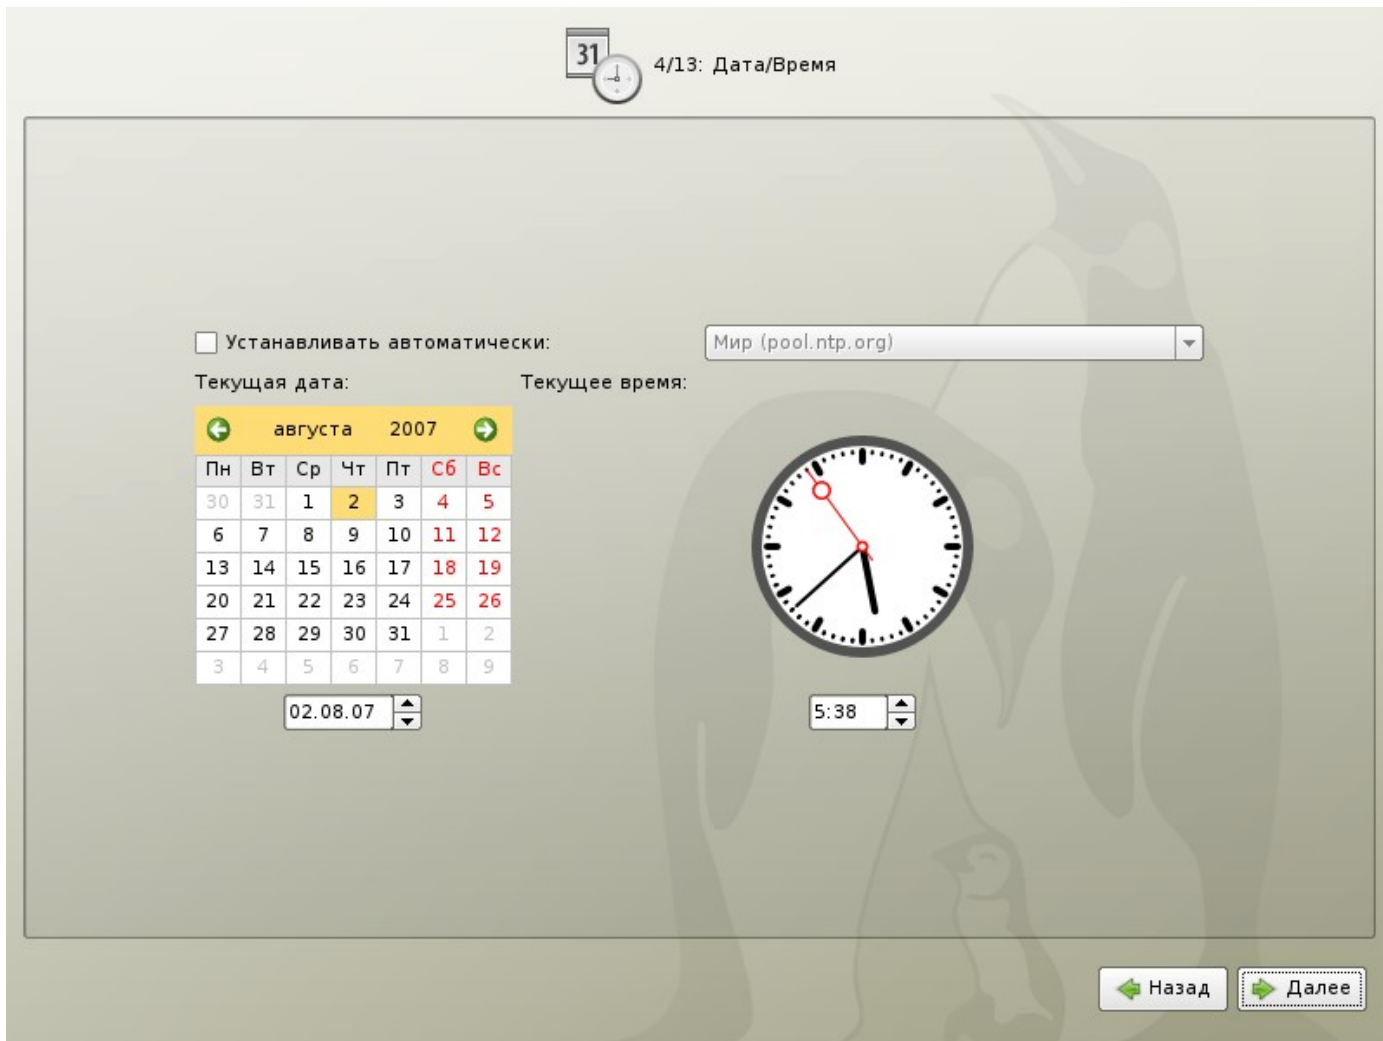 31
4/13: Дата/Время
Устанавливать автоматически:
Мир (pool.ntp.org)
Текущая дата:
Текущее время:
августа 2007
Пн Вт Ср Чт Пт Сб Вс
30 31 1 2 3 4 5
6 7 8 9 10 11 12
13 14 15 16 17 18 19
20 21 22 23 24 25 26
27 28 29 30 31 1 2
3 4 5 6 7 8 9
02.08.07
5:38
Назад
Далее